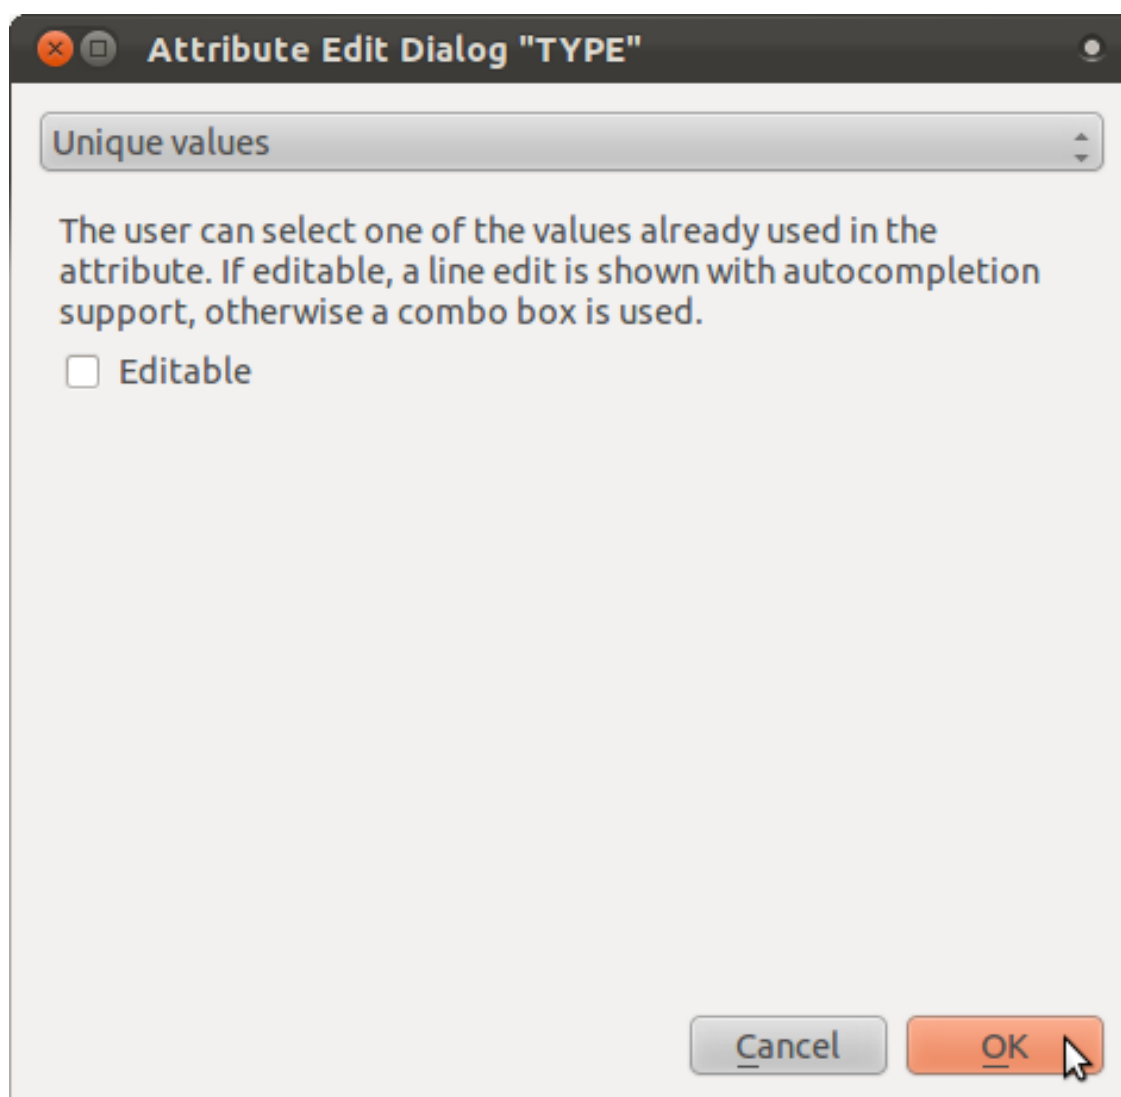 Attribute Edit Dialog "TYPE"
Unique values
The user can select one of the values already used in the
attribute. If editable, a line edit is shown with autocompletion
support, otherwise a combo box is used.
Editable
Cancel
OK